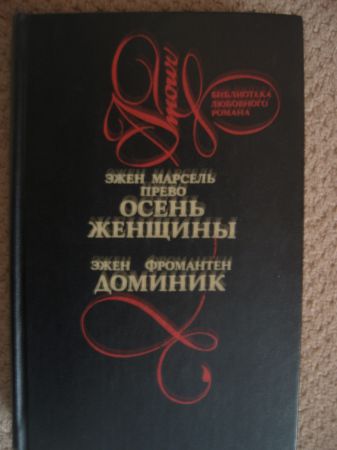 Amour
БИБЛИОТЕКА
ЛЮБОВНОГО
РОМАНА
ЭЖЕН МАРСЕЛЬ
ПРЕВО
ОСЕНЬ
ЖЕНЩИНЫ
ЭЖЕН ФРОМАНТЕН
ДОМИНИК